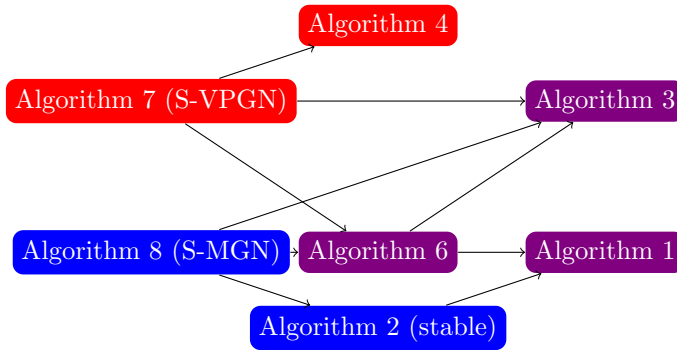 Algorithm 4
Algorithm 7 (S-VPGN)
Algorithm 3
Algorithm 8 (S-MGN)
Algorithm 6
Algorithm 1
Algorithm 2 (stable)